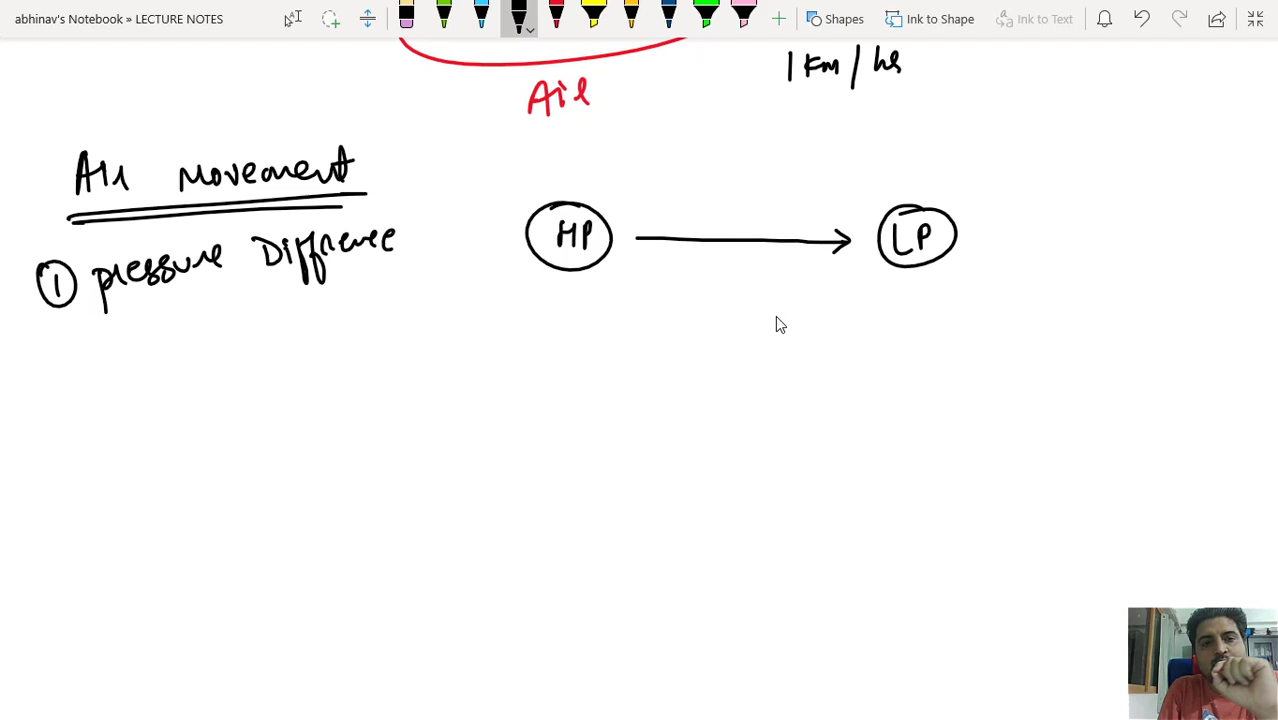 abhinav's Notebook » LECTURE NOTES
Shapes
Ink to Shape
Ink to Text
1 Km / hr
Air
Air Movement
① pressure Difference
HP
LP